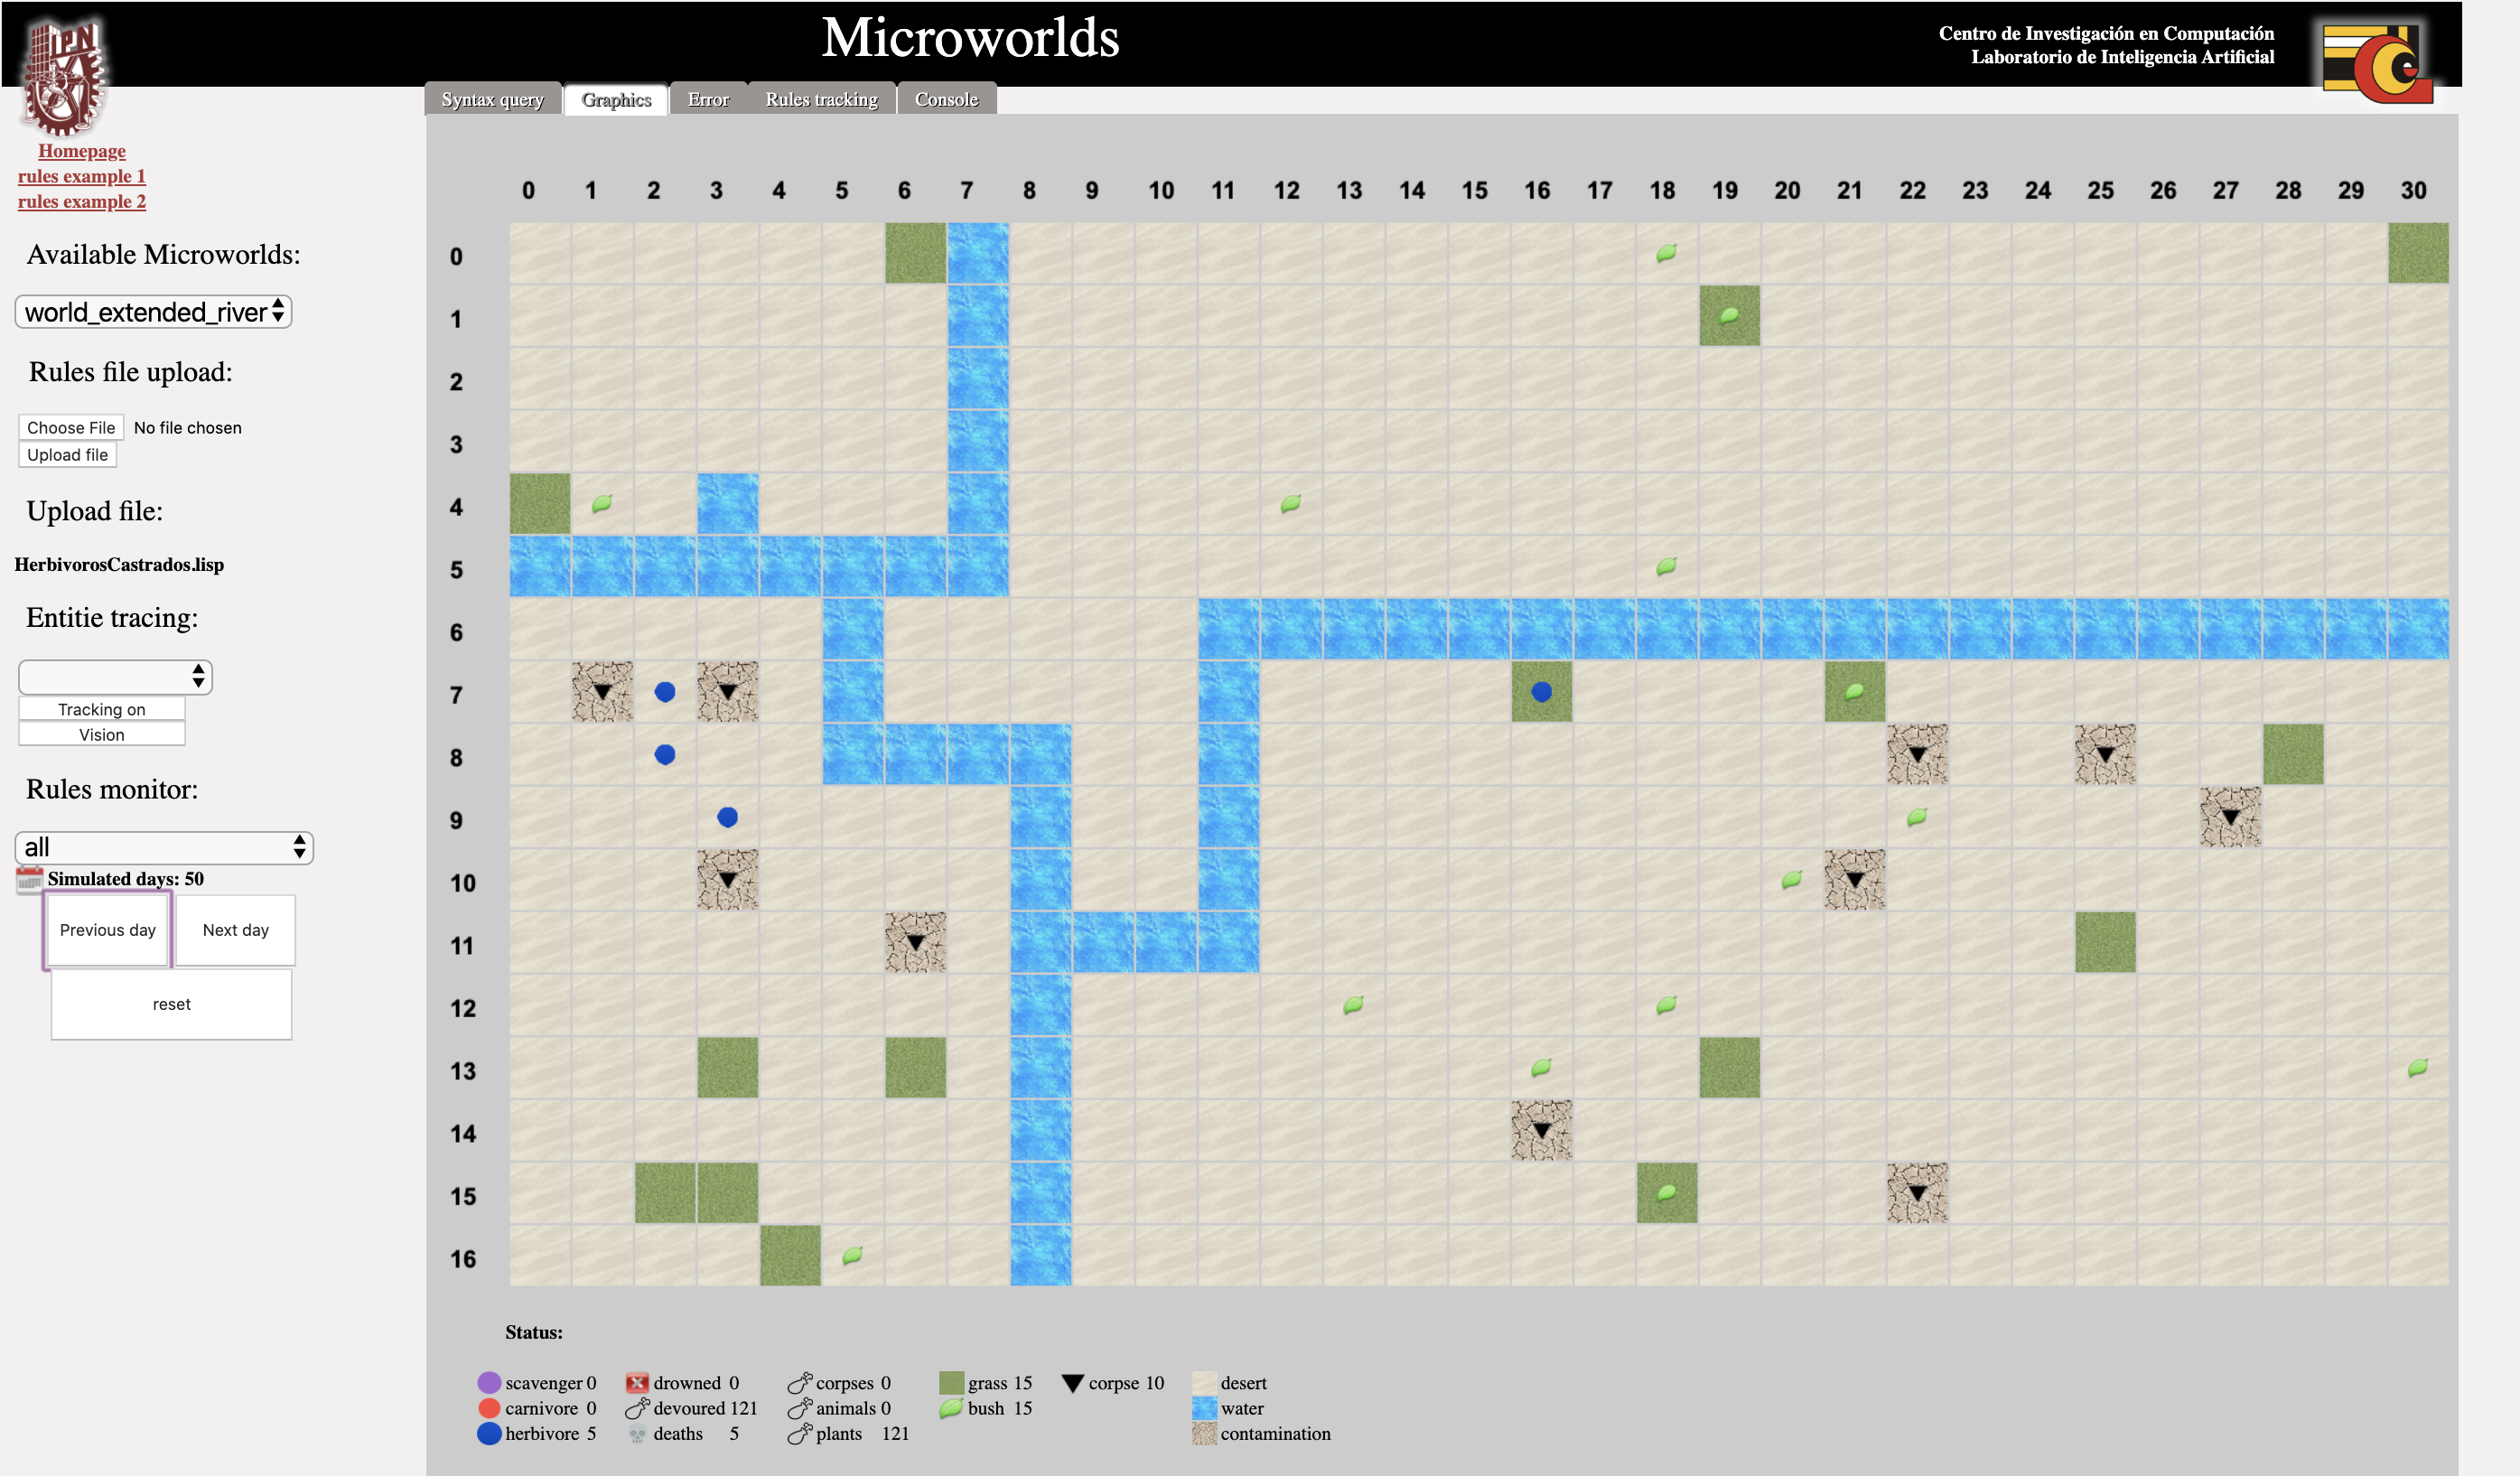 IPN
Microworlds
Centro de Investigación en Computación
Laboratorio de Inteligencia Artificial
Syntax query
Graphics
Error
Rules tracking
Console
Homepage
rules example 1
rules example 2
Available Microworlds:
world_extended_river
Rules file upload:
Choose File No file chosen
Upload file
Upload file:
HerbivorosCastrados.lisp
Entitie tracing:
Tracking on
Vision
Rules monitor:
all
Simulated days: 50
Previous day
Next day
reset
0 1 2 3 4 5 6 7 8 9 10 11 12 13 14 15 16 17 18 19 20 21 22 23 24 25 26 27 28 29 30
0
1
2
3
4
5
6
7
8
9
10
11
12
13
14
15
16
Status:
scavenger 0 drowned 0 corpses 0 grass 15 corpse 10 desert
carnivore 0 devoured 121 animals 0 bush 15 water
herbivore 5 deaths 5 plants 121 contamination